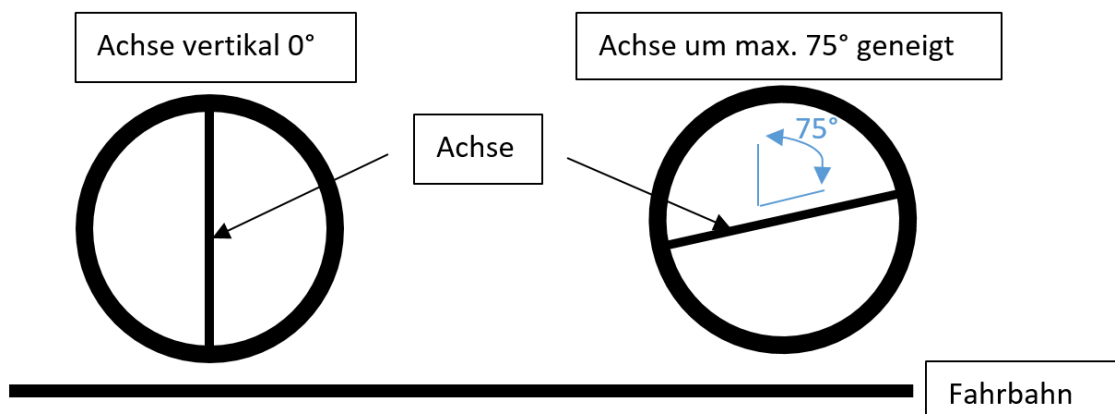 Achse vertikal 0°
Achse um max. 75° geneigt
75°
Achse
Fahrbahn